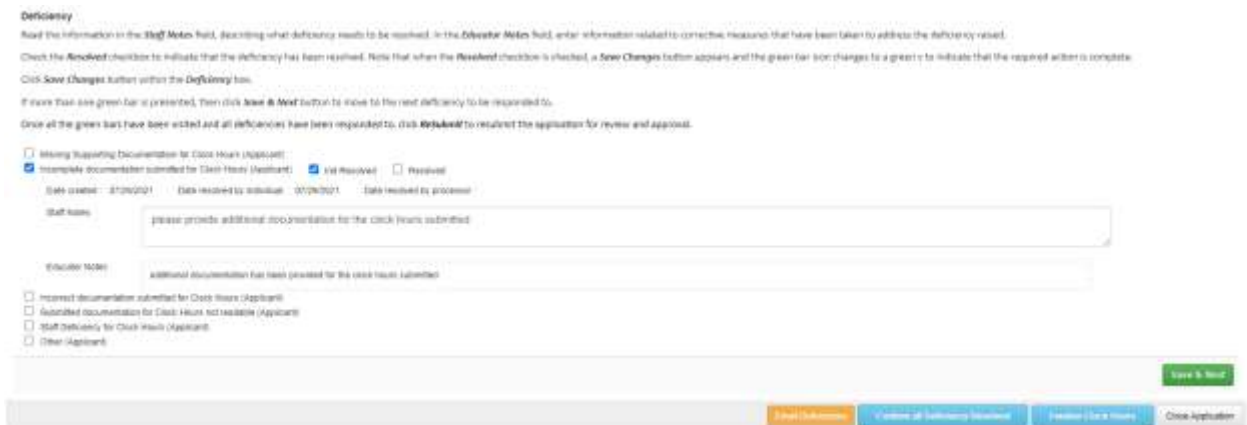 Deficiency
Read the information in the Staff Notes field, describing what deficiency needs to be resolved. In the Educator Notes field, enter information related to corrective measures that have been taken to address the deficiency raised.
Check the Resolved checkbox to indicate that the deficiency has been resolved. Note that when the Resolved checkbox is checked, a Save Changes button appears and the green bar icon changes to a green v to indicate that the required action is complete.
Click Save Changes button within the Deficiency box.
If more than one green bar is presented, then click Save & Next button to move to the next deficiency to be responded to.
Once all the green bars have been visited and all deficiencies have been responded to, click Resubmit to resubmit the application for review and approval.
Missing Supporting Documentation for Clock Hours (Applicant)
Incomplete documentation submitted for Clock Hours (Applicant) Ind Resolved Resolved
Date created 07/29/2021 Date resolved by individual 07/29/2021 Date resolved by processor
Staff Notes
please provide additional documentation for the clock hours submitted
Educator Notes
additional documentation has been provided for the clock hours submitted
Incorrect documentation submitted for Clock Hours (Applicant)
Submitted documentation for Clock Hours not readable (Applicant)
Staff Deficiency for Clock Hours (Applicant)
Other (Applicant)
Save & Next
Email Deficiencies Confirm all Deficiency Resolved Clock Hours Close Application